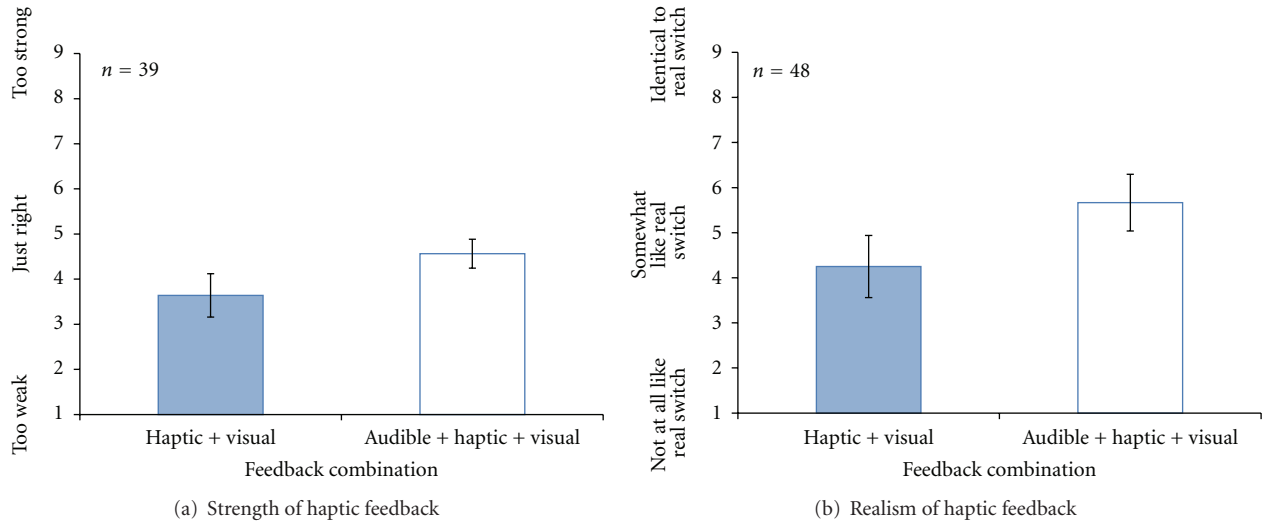 Too strong
Just right
Too weak
9
8
7
6
5
4
3
2
1
n = 39
Haptic + visual
Audible + haptic + visual
Feedback combination
(a) Strength of haptic feedback
Identical to
real switch
Somewhat
like real
switch
Not at all like
real switch
9
8
7
6
5
4
3
2
1
n = 48
Haptic + visual
Audible + haptic + visual
Feedback combination
(b) Realism of haptic feedback